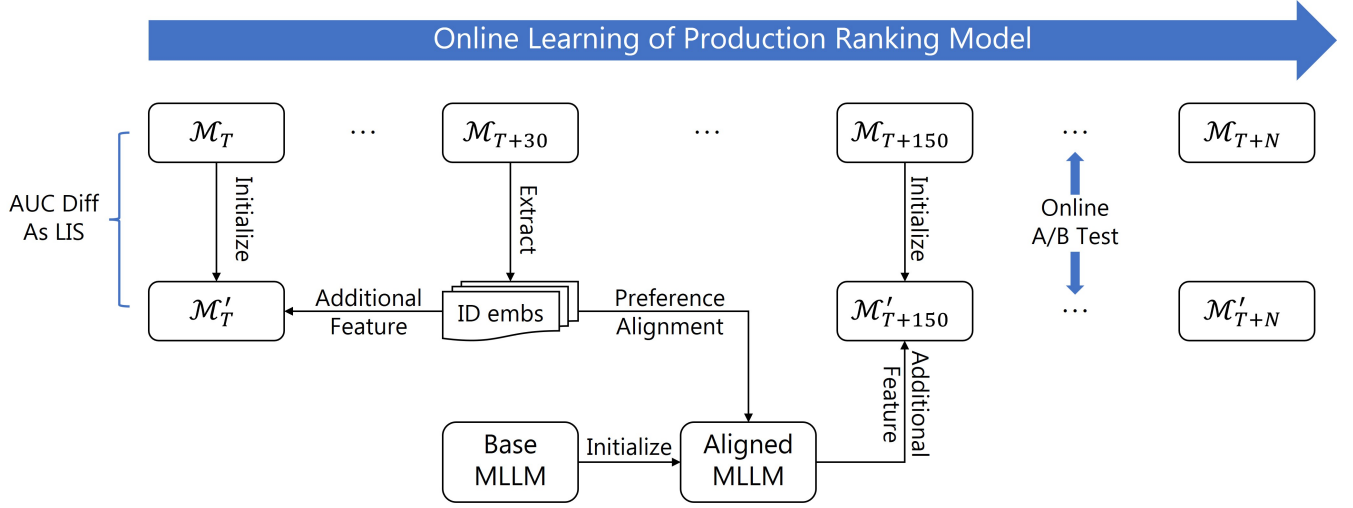 Online Learning of Production Ranking Model
ℳ_T
⋯
ℳ_{T+30}
⋯
ℳ_{T+150}
⋯
ℳ_{T+N}
AUC Diff
As LIS
Initialize
Extract
Initialize
Online
A/B Test
ℳ′_T
Additional
Feature
ID embs
Preference
Alignment
ℳ′_{T+150}
⋯
ℳ′_{T+N}
Additional
Feature
Base
MLLM
Initialize
Aligned
MLLM